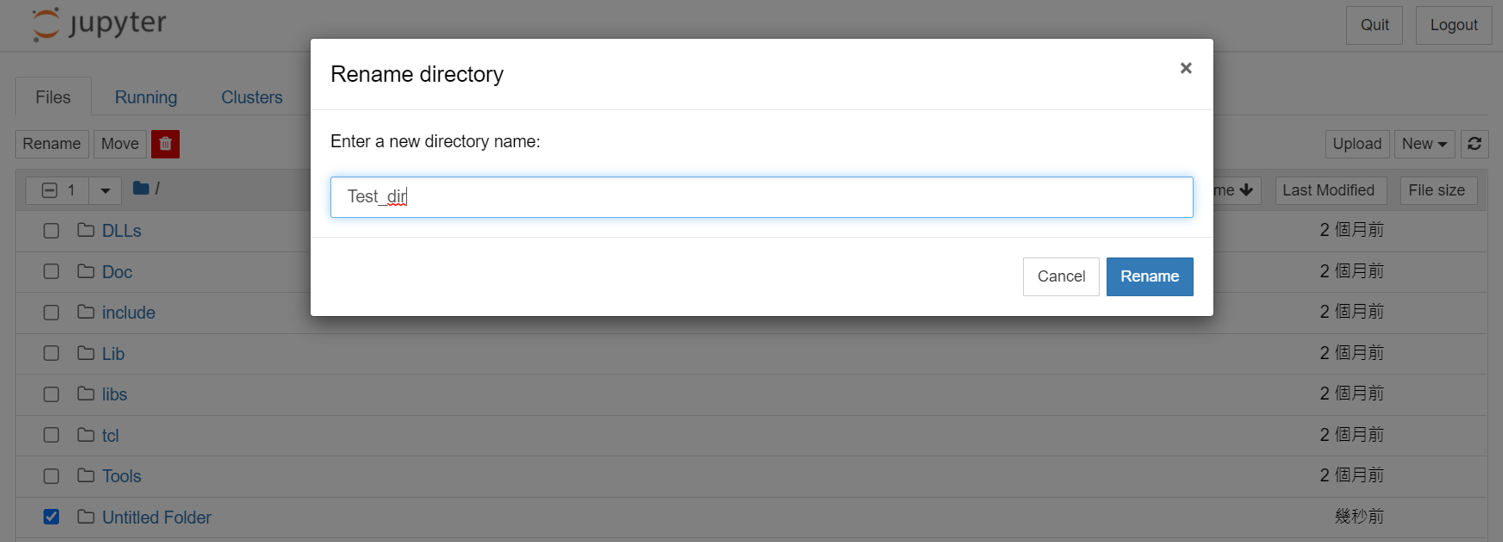 jupyter
Quit Logout
Rename directory ×
Files Running Clusters
Enter a new directory name:
Rename Move Upload New
Test_dir
1 / me Last Modified File size
DLLs 2 個月前
Doc 2 個月前
Cancel Rename
include 2 個月前
Lib 2 個月前
libs 2 個月前
tcl 2 個月前
Tools 2 個月前
Untitled Folder 幾秒前